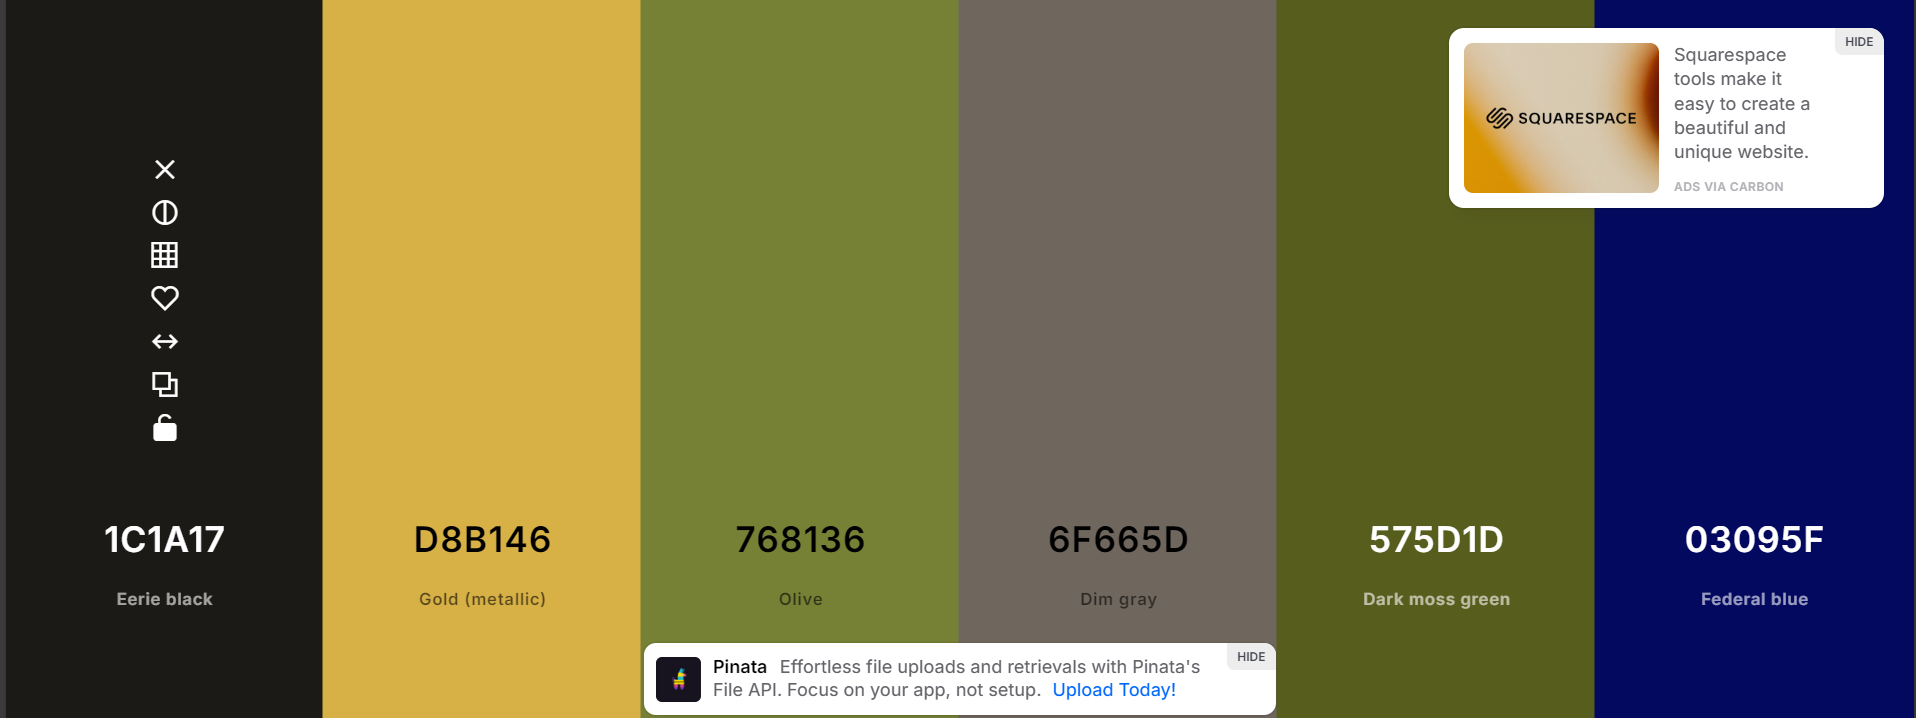 HIDE
SQUARESPACE
Squarespace
tools make it
easy to create a
beautiful and
unique website.
ADS VIA CARBON
1C1A17
Eerie black
D8B146
Gold (metallic)
768136
Olive
6F665D
Dim gray
575D1D
Dark moss green
03095F
Federal blue
HIDE
Pinata Effortless file uploads and retrievals with Pinata's
File API. Focus on your app, not setup. Upload Today!